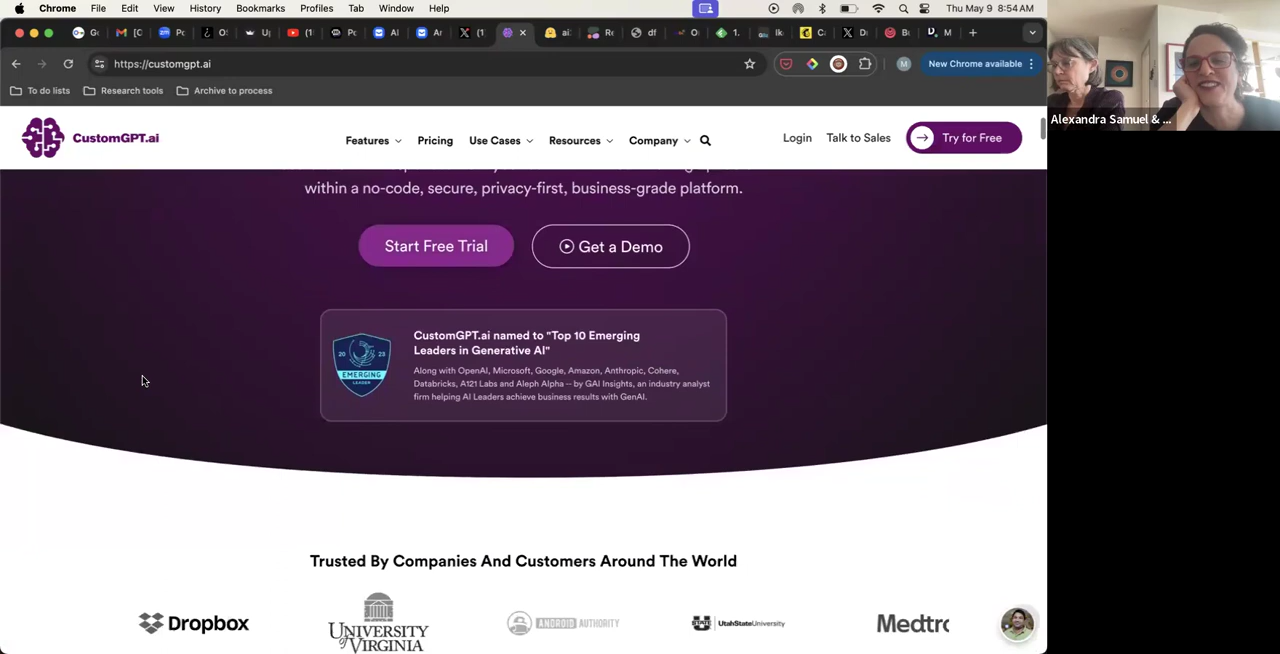 Chrome File Edit View History Bookmarks Profiles Tab Window Help Thu May 9 8:54 AM
https://customgpt.ai
New Chrome available
To do lists Research tools Archive to process
CustomGPT.ai
Features Pricing Use Cases Resources Company
Login Talk to Sales Try for Free
within a no-code, secure, privacy-first, business-grade platform.
Start Free Trial
Get a Demo
20 23
EMERGING
LEADER
CustomGPT.ai named to "Top 10 Emerging
Leaders in Generative AI"
Along with OpenAI, Microsoft, Google, Amazon, Anthropic, Cohere,
Databricks, A121 Labs and Aleph Alpha -- by GAI Insights, an industry analyst
firm helping AI Leaders achieve business results with GenAI.
Trusted By Companies And Customers Around The World
Dropbox
UNIVERSITY
OF VIRGINIA
ANDROID AUTHORITY
UtahStateUniversity
Medtrc
Alexandra Samuel & ...